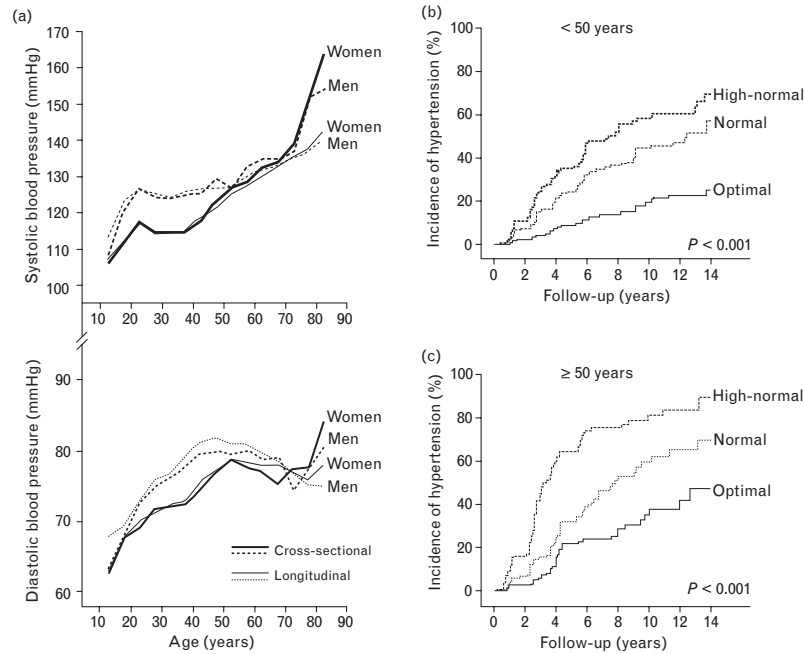 (a)
170
160
150
140
130
120
110
100
Systolic blood pressure (mmHg)
Women
Men
Women
Men
10 20 30 40 50 60 70 80 90
90
80
70
60
Diastolic blood pressure (mmHg)
Women
Men
Women
Men
Cross-sectional
Longitudinal
10 20 30 40 50 60 70 80 90
Age (years)
(b)
< 50 years
100
80
60
40
20
0
Incidence of hypertension (%)
High-normal
Normal
Optimal
P < 0.001
0 2 4 6 8 10 12 14
Follow-up (years)
(c)
≥ 50 years
100
80
60
40
20
0
Incidence of hypertension (%)
High-normal
Normal
Optimal
P < 0.001
0 2 4 6 8 10 12 14
Follow-up (years)